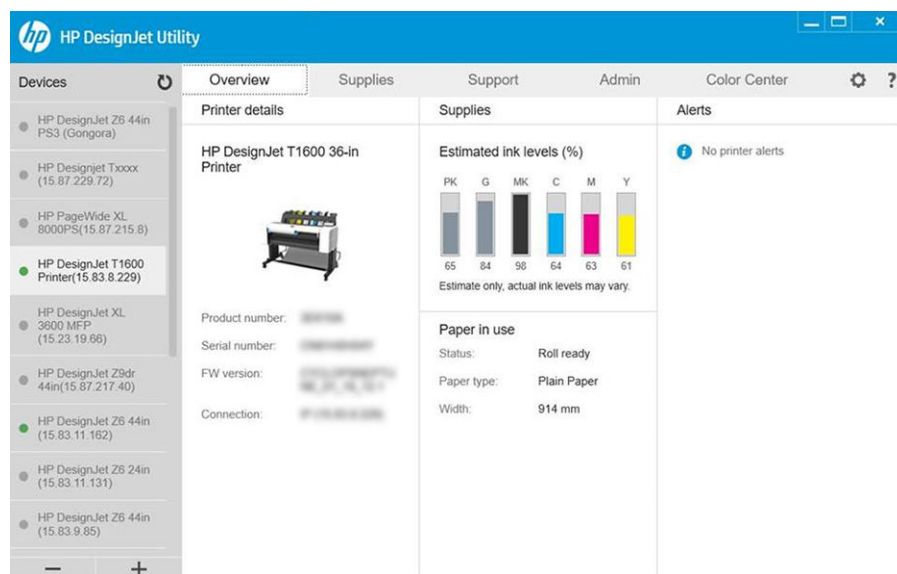 hp HP DesignJet Utility
Devices
HP DesignJet Z6 44in
PS3 (Gongora)
HP Designjet Txxxx
(15.87.229.72)
HP PageWide XL
8000PS(15.87.215.8)
HP DesignJet T1600
Printer(15.83.8.229)
HP DesignJet XL
3600 MFP
(15.23.19.66)
HP DesignJet Z9dr
44in(15.87.217.40)
HP DesignJet Z6 44in
(15.83.11.162)
HP DesignJet Z6 24in
(15.83.11.131)
HP DesignJet Z6 44in
(15.83.9.85)
Overview Supplies Support Admin Color Center ?
Printer details
HP DesignJet T1600 36-in
Printer
Product number:
Serial number:
FW version:
Connection:
Supplies
Estimated ink levels (%)
PK G MK C M Y
65 84 98 64 63 61
Estimate only, actual ink levels may vary.
Paper in use
Status: Roll ready
Paper type: Plain Paper
Width: 914 mm
Alerts
No printer alerts